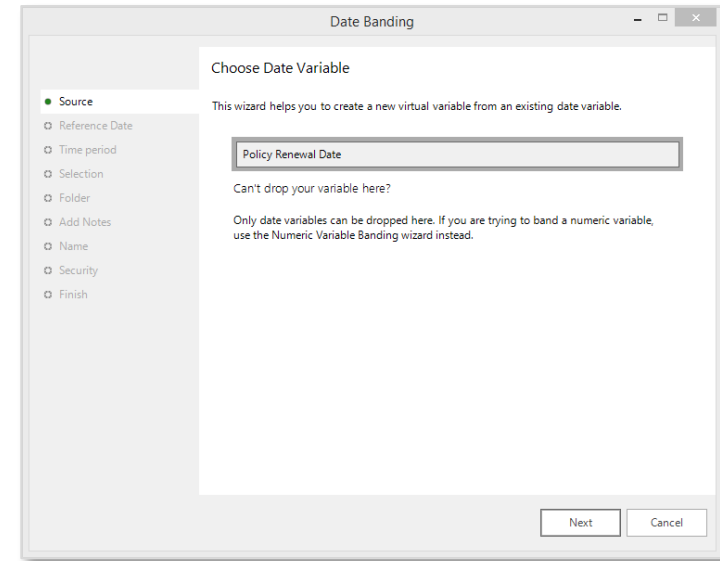 Date Banding
Choose Date Variable
Source
This wizard helps you to create a new virtual variable from an existing date variable.
Reference Date
Time period
Policy Renewal Date
Selection
Can't drop your variable here?
Folder
Add Notes
Only date variables can be dropped here. If you are trying to band a numeric variable,
use the Numeric Variable Banding wizard instead.
Name
Security
Finish
Next
Cancel